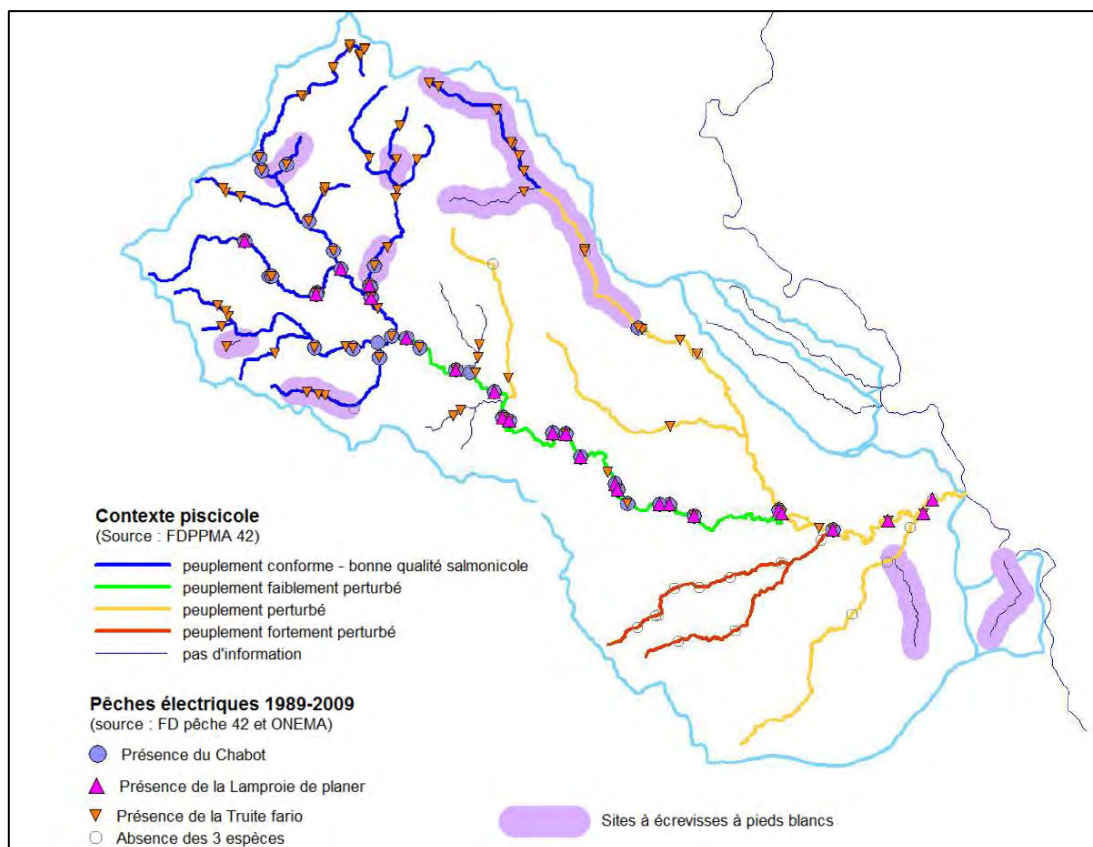 Contexte piscicole
(Source : FDPPMA 42)
peuplement conforme - bonne qualité salmonicole
peuplement faiblement perturbé
peuplement perturbé
peuplement fortement perturbé
pas d'information
Pêches électriques 1989-2009
(source : FD pêche 42 et ONEMA)
Présence du Chabot
Présence de la Lamproie de planer
Présence de la Truite fario
Absence des 3 espèces
Sites à écrevisses à pieds blancs